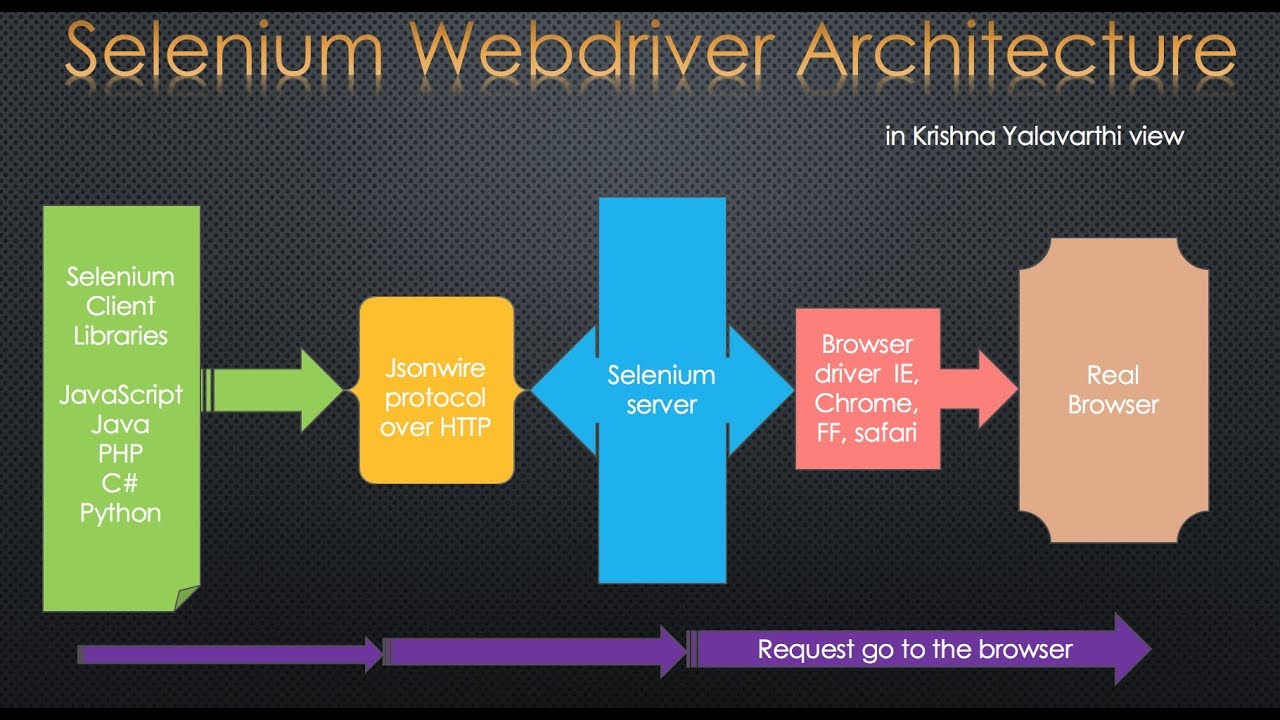 Selenium Webdriver Architecture
in Krishna Yalavarthi view
Selenium
Client
Libraries
JavaScript
Java
PHP
C#
Python
Jsonwire
protocol
over HTTP
Selenium
server
Browser
driver IE,
Chrome,
FF, safari
Real
Browser
Request go to the browser